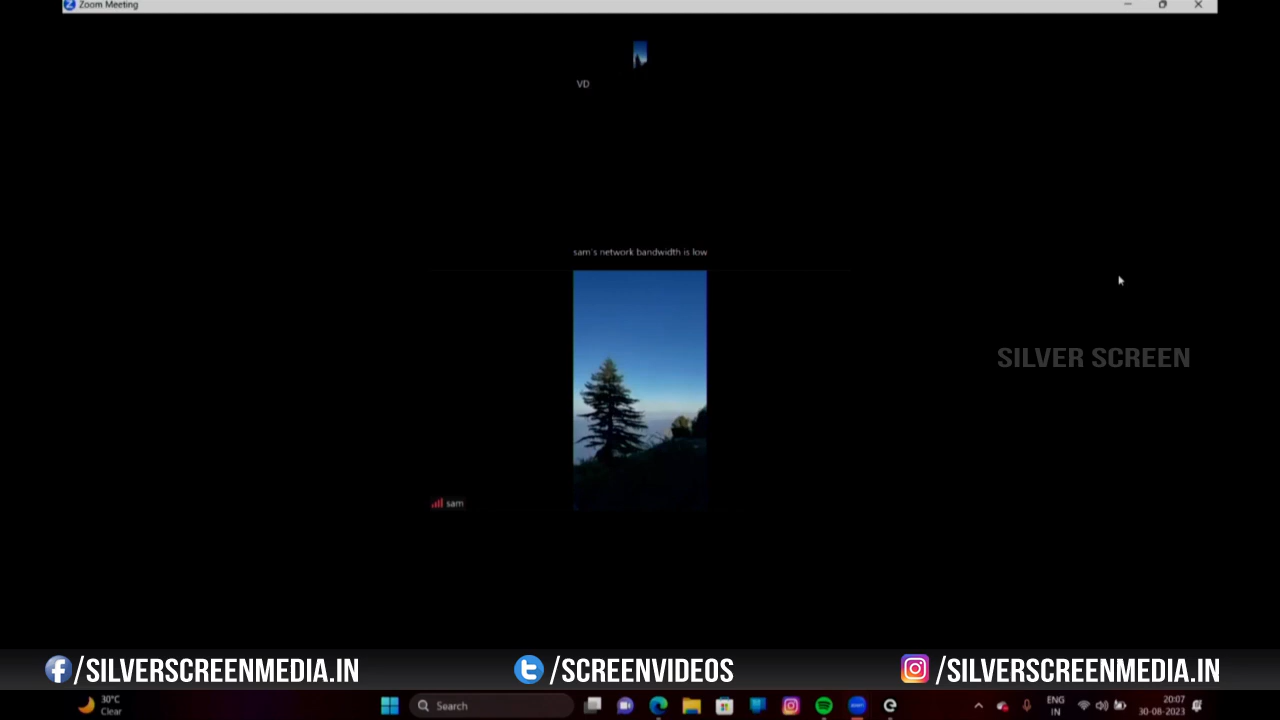 Zoom Meeting
VD
sam's network bandwidth is low
SILVER SCREEN
sam
/SILVERSCREENMEDIA.IN
/SCREENVIDEOS
/SILVERSCREENMEDIA.IN
30°C
Clear
Search
ENG
IN
20:07
30-08-2023